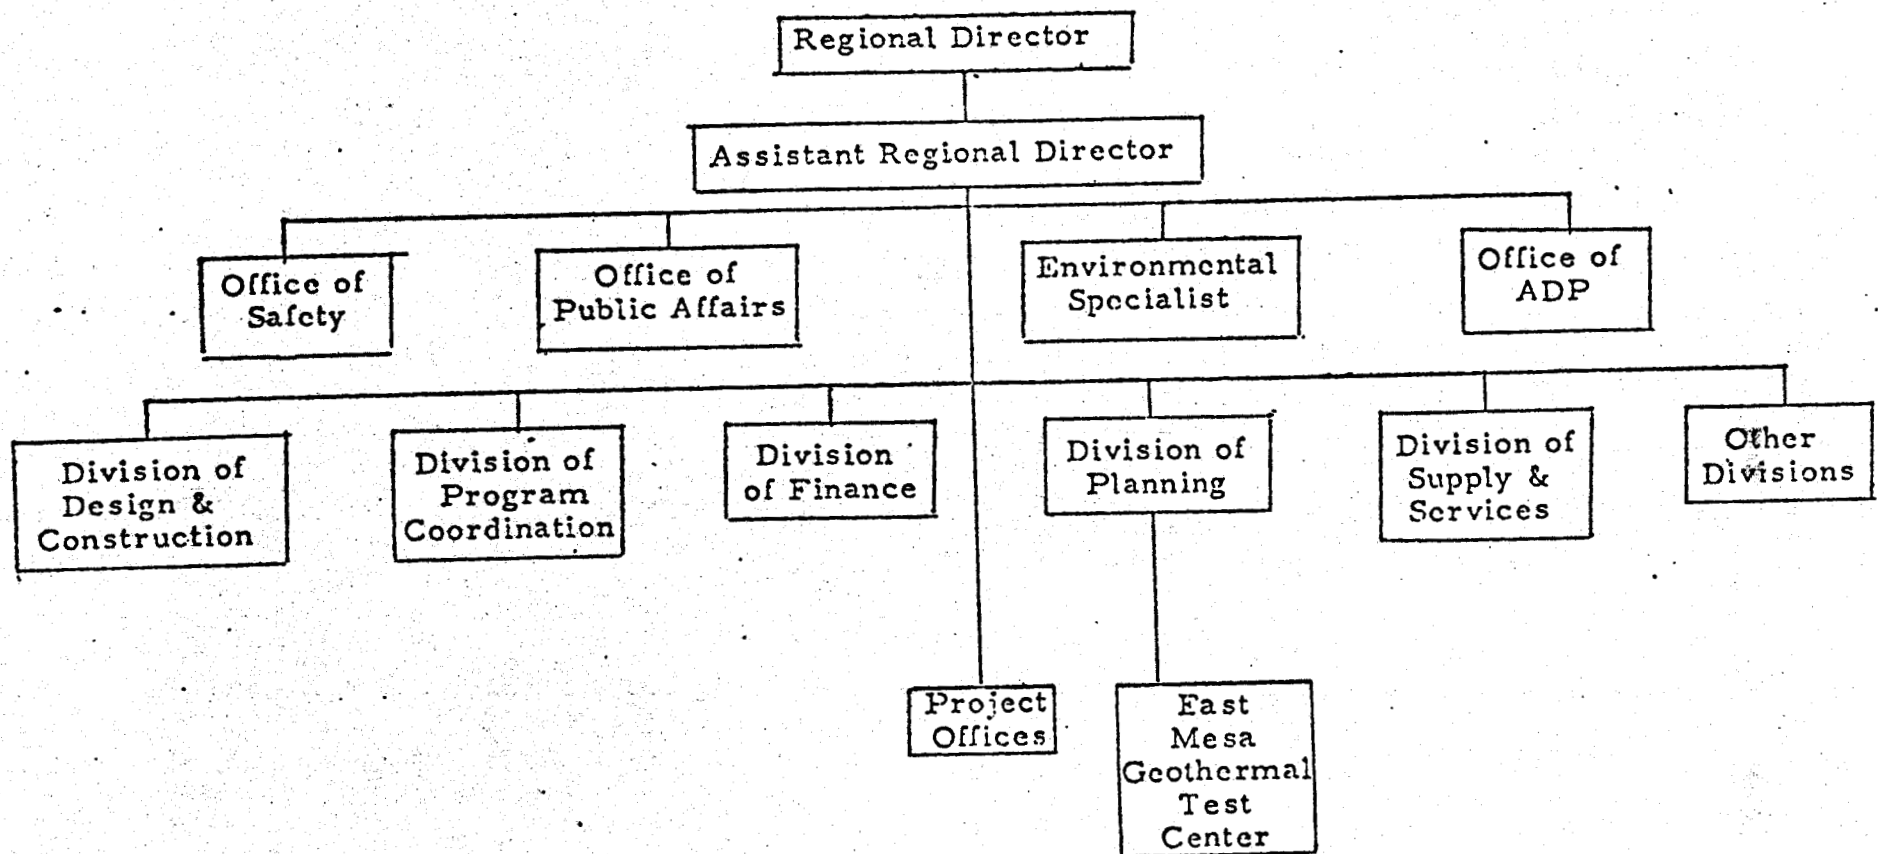 Regional Director
Assistant Regional Director
Office of
Safety
Office of
Public Affairs
Environmental
Specialist
Office of
ADP
Division of
Design &
Construction
Division of
Program
Coordination
Division
of Finance
Division of
Planning
Division of
Supply &
Services
Other
Divisions
Project
Offices
East
Mesa
Geothermal
Test
Center